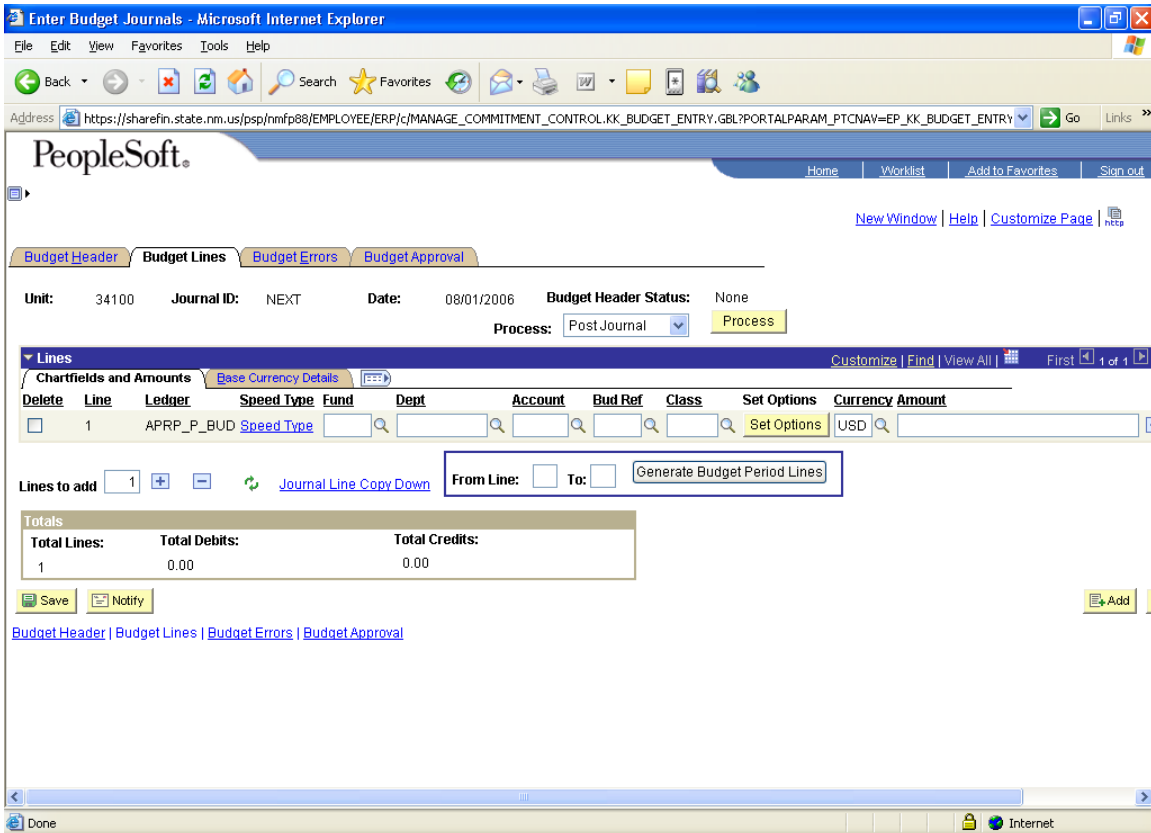 Enter Budget Journals - Microsoft Internet Explorer
File Edit View Favorites Tools Help
Back Search Favorites
Address https://sharefin.state.nm.us/psp/nmfp88/EMPLOYEE/ERP/c/MANAGE_COMMITMENT_CONTROL.KK_BUDGET_ENTRY.GBL?PORTALPARAM_PTCNAV=EP_KK_BUDGET_ENTRY Go Links »
PeopleSoft.
Home Worklist Add to Favorites Sign out
New Window | Help | Customize Page | http
Budget Header Budget Lines Budget Errors Budget Approval
Unit: 34100 Journal ID: NEXT Date: 08/01/2006 Budget Header Status: None
Process: Post Journal Process
Lines Customize | Find | View All | First 1 of 1
Chartfields and Amounts Base Currency Details
Delete Line Ledger Speed Type Fund Dept Account Bud Ref Class Set Options Currency Amount
1 APRP_P_BUD Speed Type Set Options USD
Lines to add 1 Journal Line Copy Down From Line: To: Generate Budget Period Lines
Totals
Total Lines: Total Debits: Total Credits:
1 0.00 0.00
Save Notify Add
Budget Header | Budget Lines | Budget Errors | Budget Approval
Done Internet